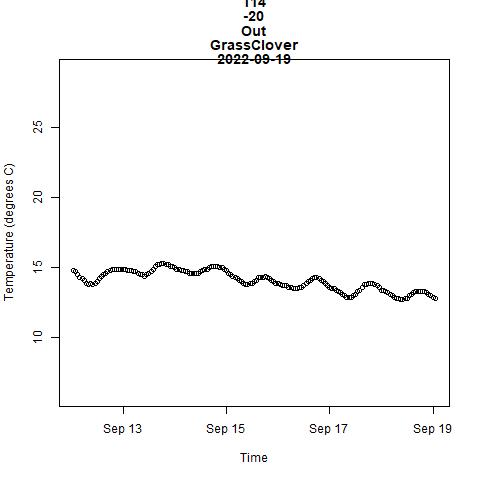 114
-20
Out
GrassClover
2022-09-19
Temperature (degrees C)
25
20
15
10
Sep 13
Sep 15
Sep 17
Sep 19
Time